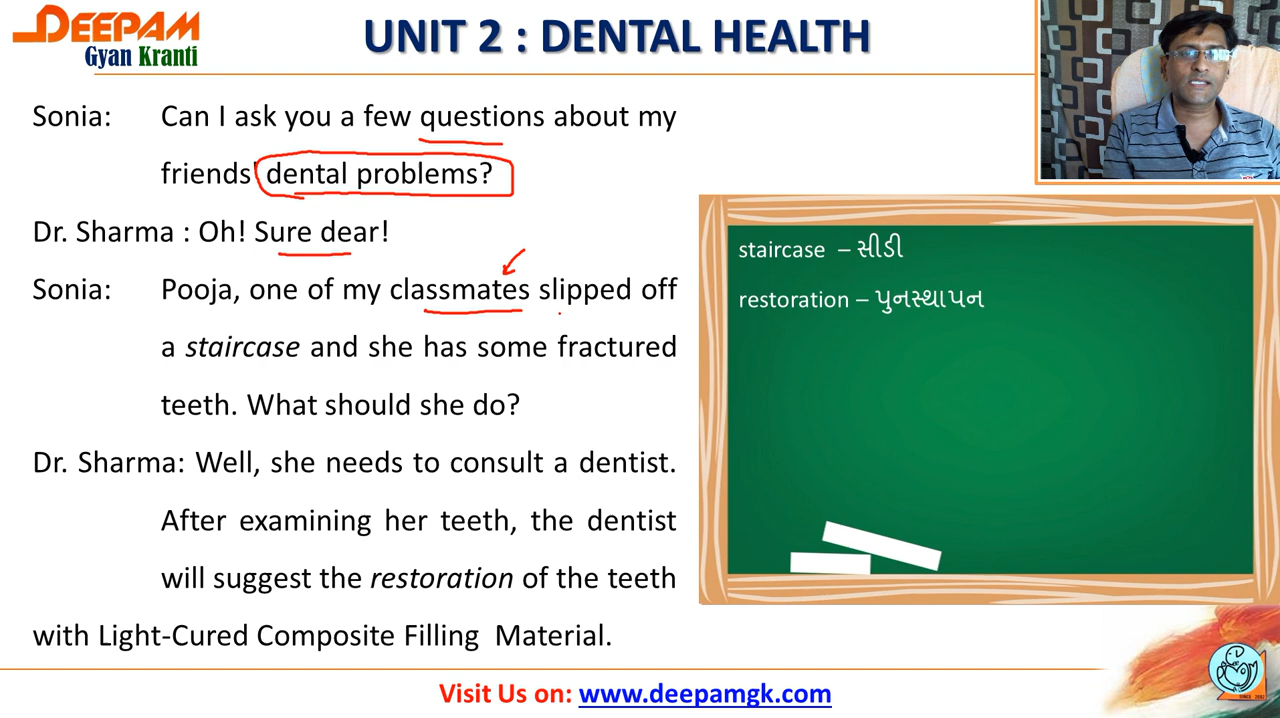 DEEPAM
Gyan Kranti
UNIT 2 : DENTAL HEALTH
Sonia: Can I ask you a few questions about my
friends' dental problems?
Dr. Sharma : Oh! Sure dear!
Sonia: Pooja, one of my classmates slipped off
a staircase and she has some fractured
teeth. What should she do?
Dr. Sharma: Well, she needs to consult a dentist.
After examining her teeth, the dentist
will suggest the restoration of the teeth
with Light-Cured Composite Filling Material.
staircase – સીડી
restoration – પુનસ્થાપન
Visit Us on: www.deepamgk.com